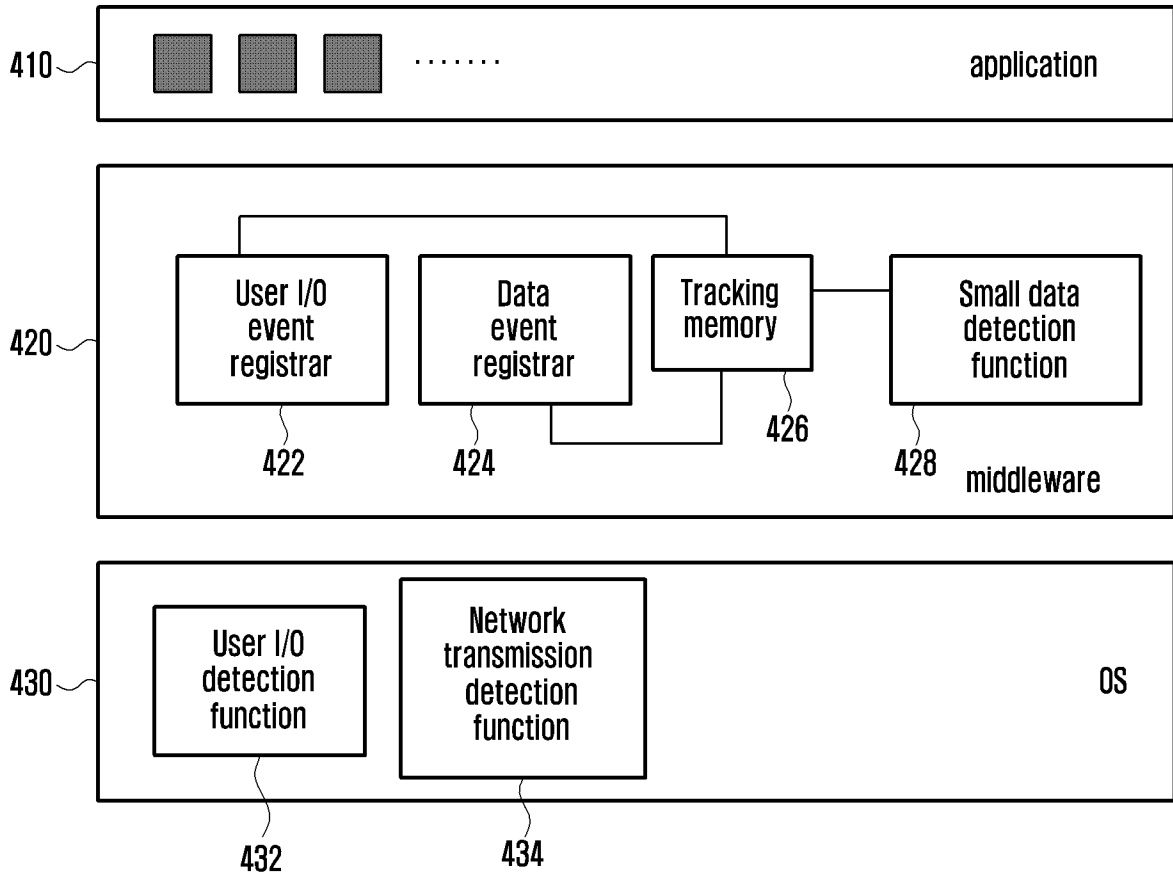 410
.......
application
420
User I/O
event
registrar
Data
event
registrar
Tracking
memory
Small data
detection
function
422
424
426
428
middleware
430
User I/O
detection
function
Network
transmission
detection
function
OS
432
434